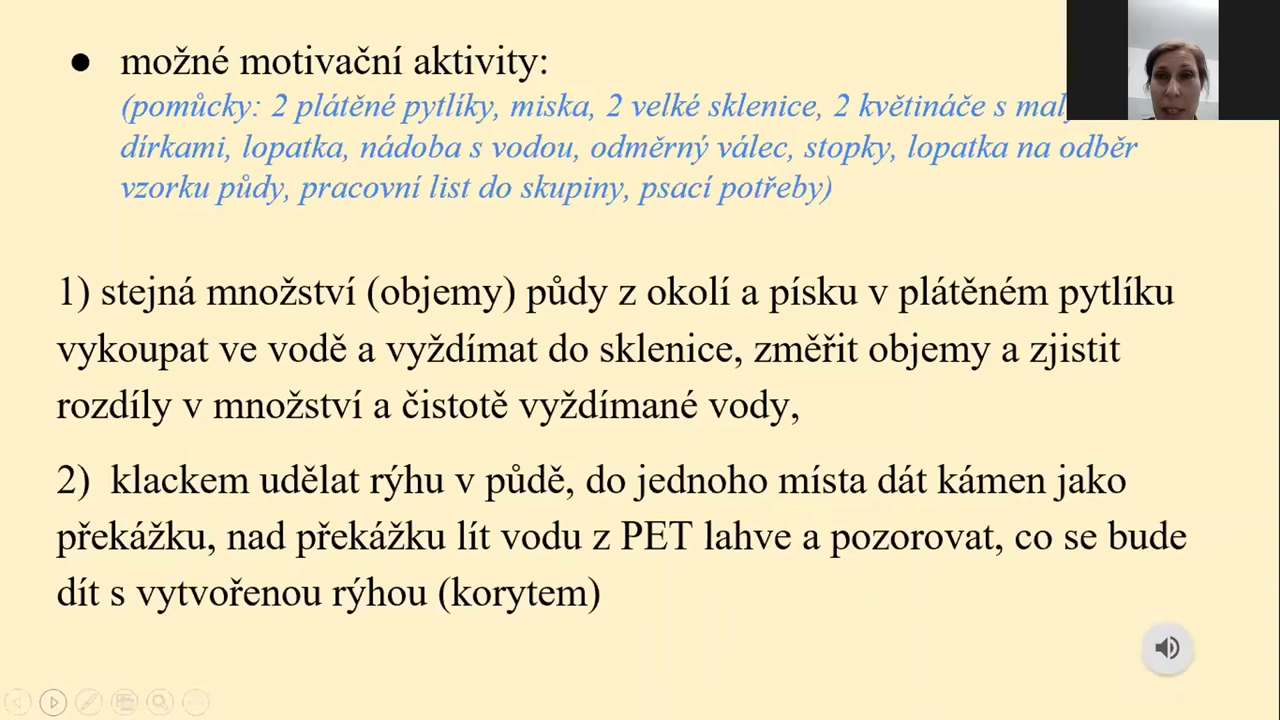 ● možné motivační aktivity:
(pomůcky: 2 plátěné pytlíky, miska, 2 velké sklenice, 2 květináče s
dírkami, lopatka, nádoba s vodou, odměrný válec, stopky, lopatka na odběr
vzorku půdy, pracovní list do skupiny, psací potřeby)
1) stejná množství (objemy) půdy z okolí a písku v plátěném pytlíku
vykoupat ve vodě a vyždímat do sklenice, změřit objemy a zjistit
rozdíly v množství a čistotě vyždímané vody,
2) klackem udělat rýhu v půdě, do jednoho místa dát kámen jako
překážku, nad překážku lít vodu z PET lahve a pozorovat, co se bude
dít s vytvořenou rýhou (korytem)